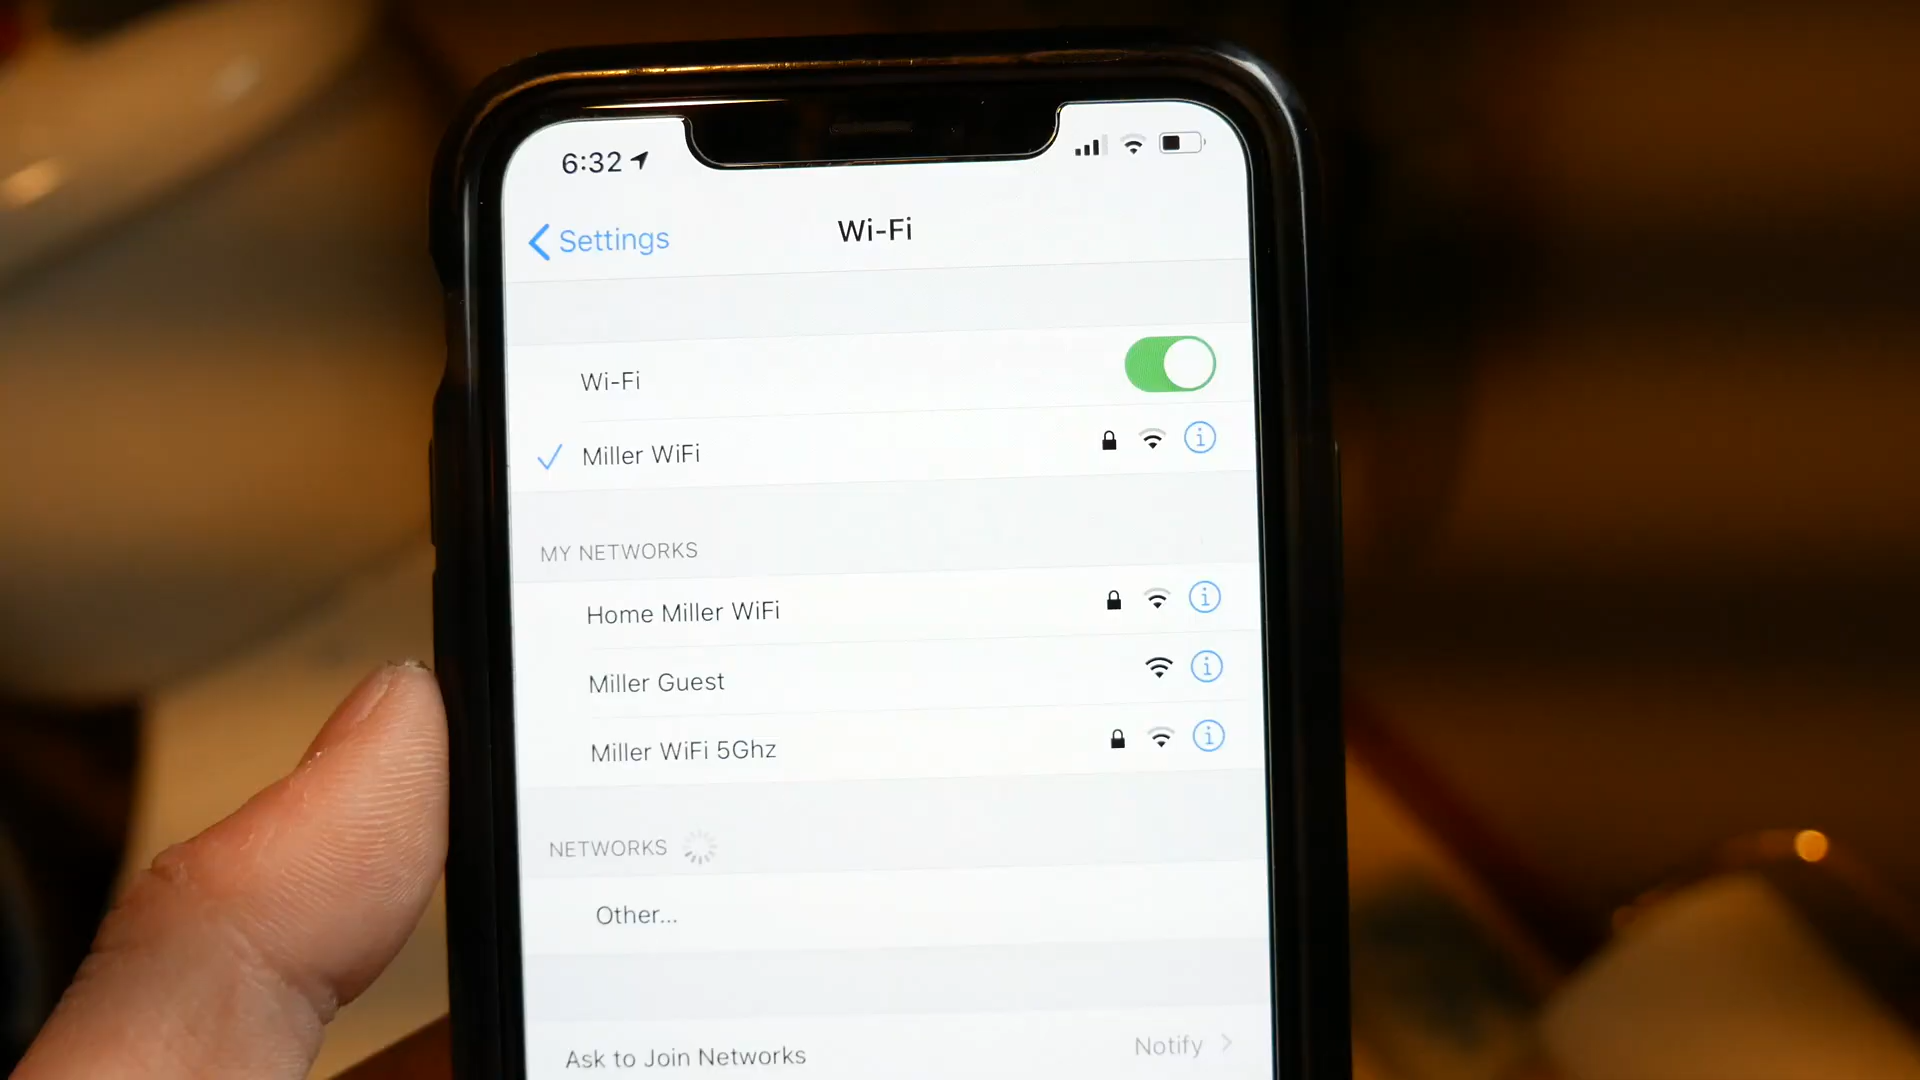 6:32
Settings
Wi-Fi
Wi-Fi
Miller WiFi
MY NETWORKS
Home Miller WiFi
Miller Guest
Miller WiFi 5Ghz
NETWORKS
Other...
Ask to Join Networks
Notify